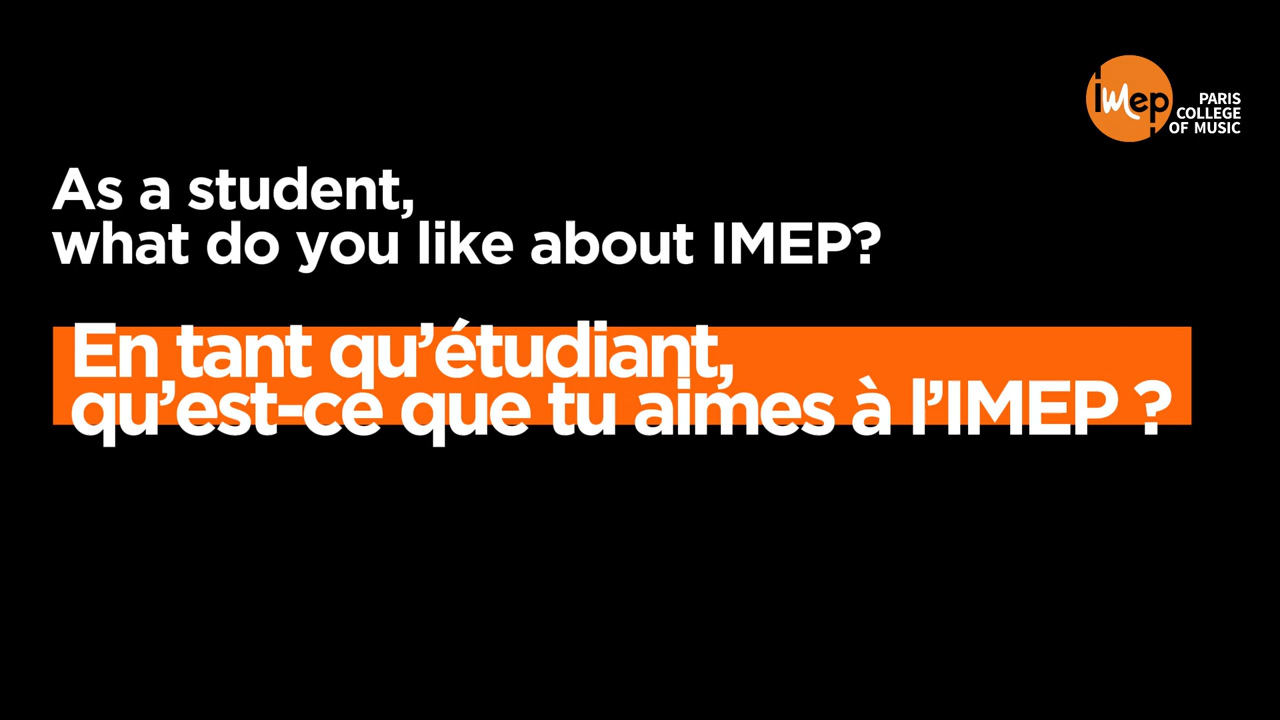 imep
PARIS
COLLEGE
OF MUSIC
As a student,
what do you like about IMEP?
En tant qu’étudiant,
qu’est-ce que tu aimes à l’IMEP ?